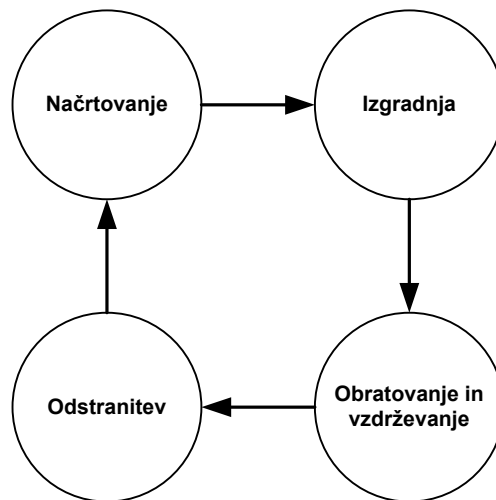 Načrtovanje
Izgradnja
Odstranitev
Obratovanje in
vzdrževanje